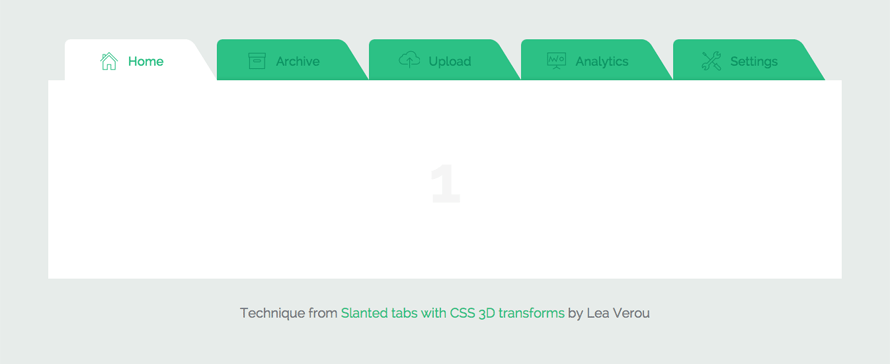 Home Archive Upload Analytics Settings
1
Technique from Slanted tabs with CSS 3D transforms by Lea Verou